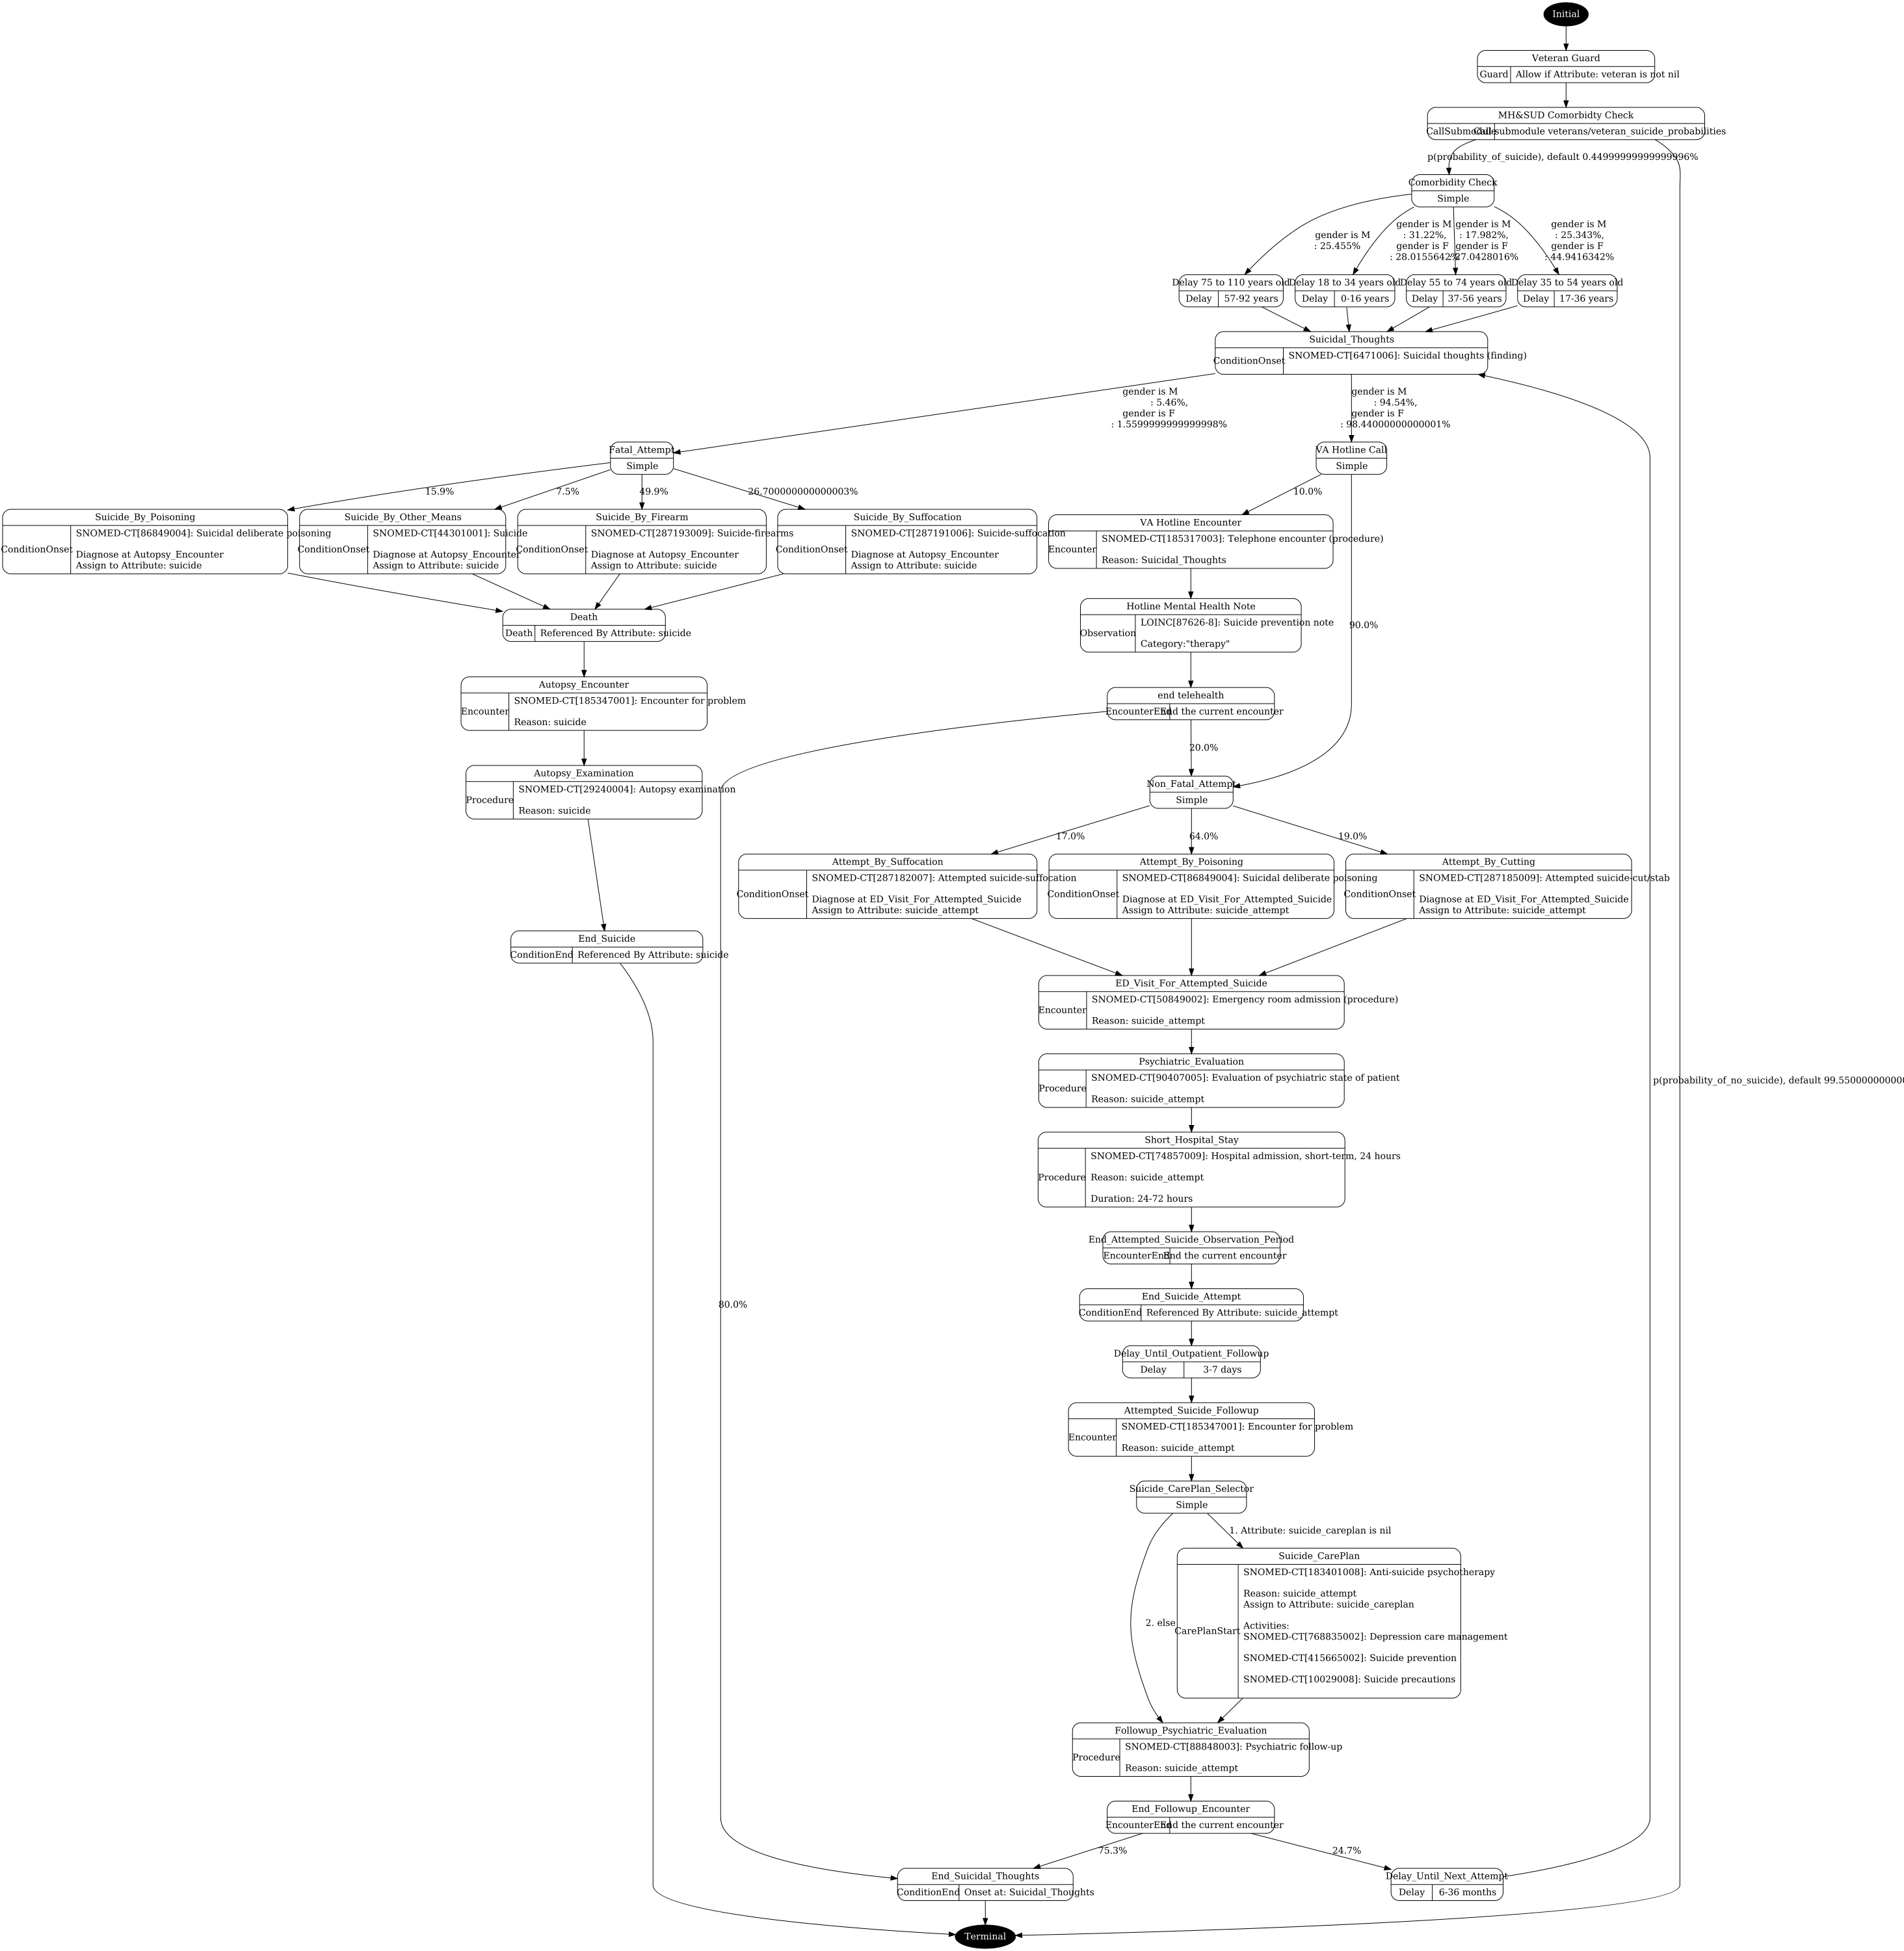 Initial
Veteran Guard
Guard
Allow if Attribute: veteran is not nil
MH&SUD Comorbidty Check
CallSubmodule
Call submodule veterans/veteran_suicide_probabilities
p(probability_of_suicide), default 0.44999999999999996%
Comorbidity Check
Simple
gender is M
: 25.455%
gender is M
: 31.22%,
gender is F
: 28.0155642%
gender is M
: 17.982%,
gender is F
: 27.0428016%
gender is M
: 25.343%,
gender is F
: 44.9416342%
Delay 75 to 110 years old
Delay
57-92 years
Delay 18 to 34 years old
Delay
0-16 years
Delay 55 to 74 years old
Delay
37-56 years
Delay 35 to 54 years old
Delay
17-36 years
Suicidal_Thoughts
ConditionOnset
SNOMED-CT[6471006]: Suicidal thoughts (finding)
gender is M
: 5.46%,
gender is F
: 1.5599999999999998%
gender is M
: 94.54%,
gender is F
: 98.44000000000001%
Fatal_Attempt
Simple
VA Hotline Call
Simple
15.9%
7.5%
49.9%
26.700000000000003%
10.0%
90.0%
Suicide_By_Poisoning
ConditionOnset
SNOMED-CT[86849004]: Suicidal deliberate poisoning
Diagnose at Autopsy_Encounter
Assign to Attribute: suicide
Suicide_By_Other_Means
ConditionOnset
SNOMED-CT[44301001]: Suicide
Diagnose at Autopsy_Encounter
Assign to Attribute: suicide
Suicide_By_Firearm
ConditionOnset
SNOMED-CT[287193009]: Suicide-firearms
Diagnose at Autopsy_Encounter
Assign to Attribute: suicide
Suicide_By_Suffocation
ConditionOnset
SNOMED-CT[287191006]: Suicide-suffocation
Diagnose at Autopsy_Encounter
Assign to Attribute: suicide
VA Hotline Encounter
Encounter
SNOMED-CT[185317003]: Telephone encounter (procedure)
Reason: Suicidal_Thoughts
Death
Death
Referenced By Attribute: suicide
Hotline Mental Health Note
Observation
LOINC[87626-8]: Suicide prevention note
Category:"therapy"
Autopsy_Encounter
Encounter
SNOMED-CT[185347001]: Encounter for problem
Reason: suicide
end telehealth
EncounterEnd
End the current encounter
20.0%
80.0%
Autopsy_Examination
Procedure
SNOMED-CT[29240004]: Autopsy examination
Reason: suicide
Non_Fatal_Attempt
Simple
17.0%
64.0%
19.0%
Attempt_By_Suffocation
ConditionOnset
SNOMED-CT[287182007]: Attempted suicide-suffocation
Diagnose at ED_Visit_For_Attempted_Suicide
Assign to Attribute: suicide_attempt
Attempt_By_Poisoning
ConditionOnset
SNOMED-CT[86849004]: Suicidal deliberate poisoning
Diagnose at ED_Visit_For_Attempted_Suicide
Assign to Attribute: suicide_attempt
Attempt_By_Cutting
ConditionOnset
SNOMED-CT[287185009]: Attempted suicide-cut/stab
Diagnose at ED_Visit_For_Attempted_Suicide
Assign to Attribute: suicide_attempt
End_Suicide
ConditionEnd
Referenced By Attribute: suicide
ED_Visit_For_Attempted_Suicide
Encounter
SNOMED-CT[50849002]: Emergency room admission (procedure)
Reason: suicide_attempt
Psychiatric_Evaluation
Procedure
SNOMED-CT[90407005]: Evaluation of psychiatric state of patient
Reason: suicide_attempt
p(probability_of_no_suicide), default 99.5500000000
Short_Hospital_Stay
Procedure
SNOMED-CT[74857009]: Hospital admission, short-term, 24 hours
Reason: suicide_attempt
Duration: 24-72 hours
End_Attempted_Suicide_Observation_Period
EncounterEnd
End the current encounter
End_Suicide_Attempt
ConditionEnd
Referenced By Attribute: suicide_attempt
Delay_Until_Outpatient_Followup
Delay
3-7 days
Attempted_Suicide_Followup
Encounter
SNOMED-CT[185347001]: Encounter for problem
Reason: suicide_attempt
Suicide_CarePlan_Selector
Simple
1. Attribute: suicide_careplan is nil
2. else
Suicide_CarePlan
CarePlanStart
SNOMED-CT[183401008]: Anti-suicide psychotherapy
Reason: suicide_attempt
Assign to Attribute: suicide_careplan
Activities:
SNOMED-CT[768835002]: Depression care management
SNOMED-CT[415665002]: Suicide prevention
SNOMED-CT[10029008]: Suicide precautions
Followup_Psychiatric_Evaluation
Procedure
SNOMED-CT[88848003]: Psychiatric follow-up
Reason: suicide_attempt
End_Followup_Encounter
EncounterEnd
End the current encounter
75.3%
24.7%
End_Suicidal_Thoughts
ConditionEnd
Onset at: Suicidal_Thoughts
Delay_Until_Next_Attempt
Delay
6-36 months
Terminal